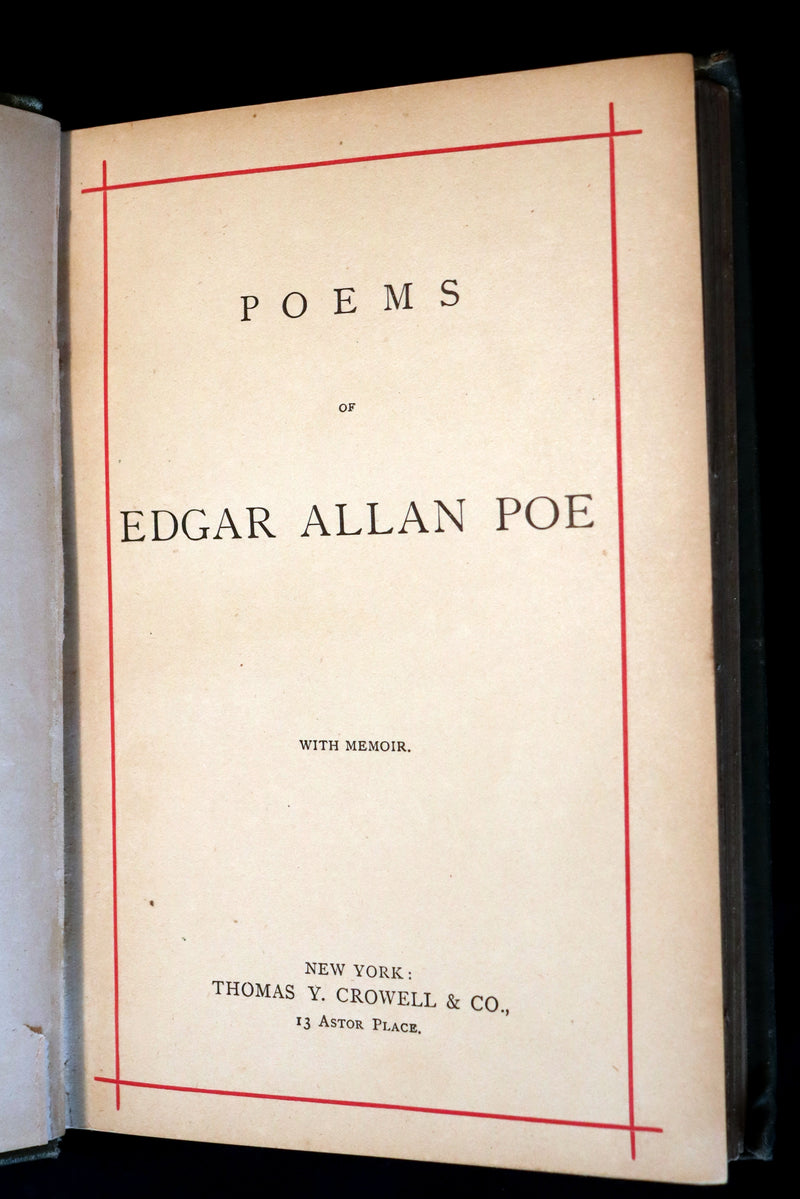 POEMS
OF
EDGAR ALLAN POE
WITH MEMOIR.
NEW YORK:
THOMAS Y. CROWELL & CO.,
13 ASTOR PLACE.